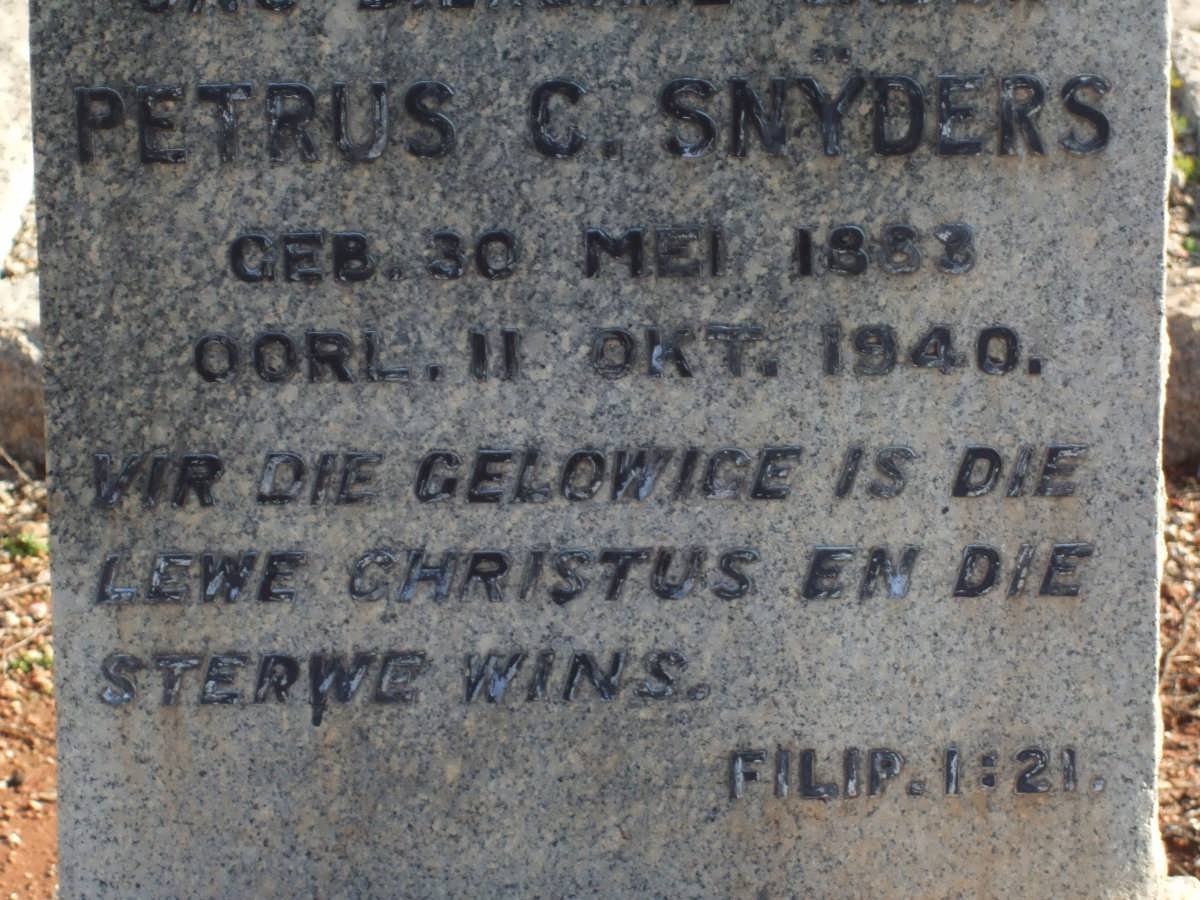 PETRUS C. SNŸDERS
GEB. 30 MEI 1883
OORL. 11 OKT. 1940.
VIR DIE GELOWIGE IS DIE
LEWE CHRISTUS EN DIE
STERWE WINS.
FILIP. 1:21.